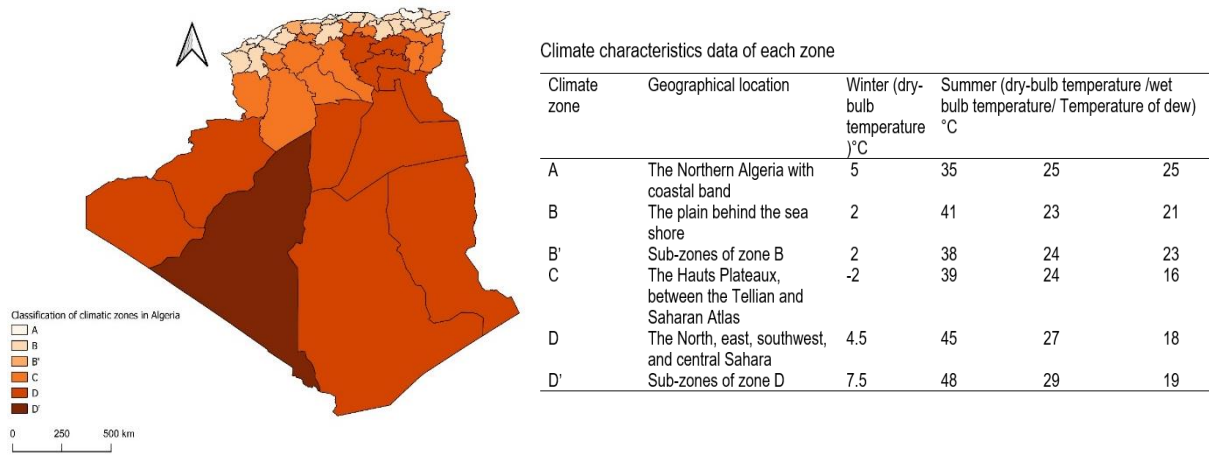 Classification of climatic zones in Algeria
A
B
B'
C
D
D'
0 250 500 km
Climate characteristics data of each zone
Climate zone Geographical location Winter (dry-bulb temperature )°C Summer (dry-bulb temperature /wet bulb temperature/ Temperature of dew) °C
A The Northern Algeria with coastal band 5 35 25 25
B The plain behind the sea shore 2 41 23 21
B' Sub-zones of zone B 2 38 24 23
C The Hauts Plateaux, between the Tellian and Saharan Atlas -2 39 24 16
D The North, east, southwest, and central Sahara 4.5 45 27 18
D' Sub-zones of zone D 7.5 48 29 19